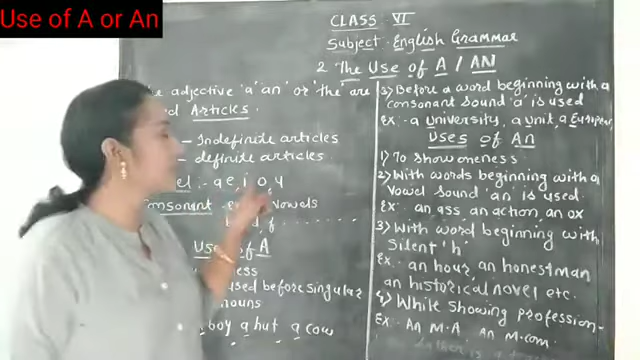 Use of A or An
CLASS VI
Subject: English Grammar
2 The Use of A / AN
adjective 'a' 'an' or 'the' are
Articles
- Indefinite articles
- definite articles
:- a e, i o, u
Consonant - vowels
Use of A
used before singular
boy a hut a cow
3) Before a word beginning with a
consonant sound 'a' is used
Ex:- a University, a Unit, a European
Uses of An
1) To show oneness
2) With words beginning with a
Vowel sound 'an' is used.
Ex:- an ass an action, an ox
3) With word beginning with
Silent 'h'
Ex:- an hour, an honest man
an historical novel etc.
4) While showing profession-
Ex:- An M.A An M.com